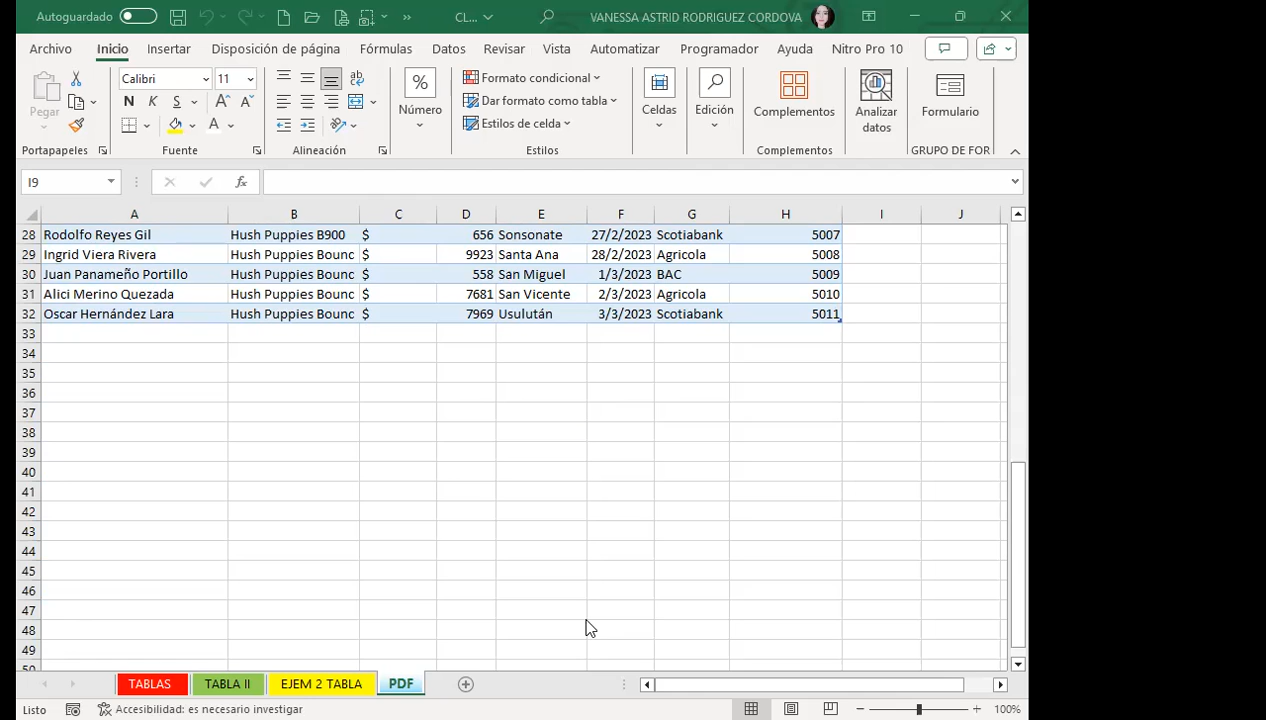 Autoguardado CL... VANESSA ASTRID RODRIGUEZ CORDOVA
Archivo Inicio Insertar Disposición de página Fórmulas Datos Revisar Vista Automatizar Programador Ayuda Nitro Pro 10
Pegar
Calibri 11
N K S
A A
A
%
Número
Formato condicional
Dar formato como tabla
Estilos de celda
Celdas
Edición
Complementos
Analizar
datos
Formulario
Portapapeles Fuente Alineación Estilos Complementos GRUPO DE FOR
I9 fx
A B C D E F G H I J
28 Rodolfo Reyes Gil Hush Puppies B900 $ 656 Sonsonate 27/2/2023 Scotiabank 5007
29 Ingrid Viera Rivera Hush Puppies Bounc $ 9923 Santa Ana 28/2/2023 Agricola 5008
30 Juan Panameño Portillo Hush Puppies Bounc $ 558 San Miguel 1/3/2023 BAC 5009
31 Alici Merino Quezada Hush Puppies Bounc $ 7681 San Vicente 2/3/2023 Agricola 5010
32 Oscar Hernández Lara Hush Puppies Bounc $ 7969 Usulután 3/3/2023 Scotiabank 5011
33
34
35
36
37
38
39
40
41
42
43
44
45
46
47
48
49
50
TABLAS TABLA II EJEM 2 TABLA PDF
Listo Accesibilidad: es necesario investigar 100%